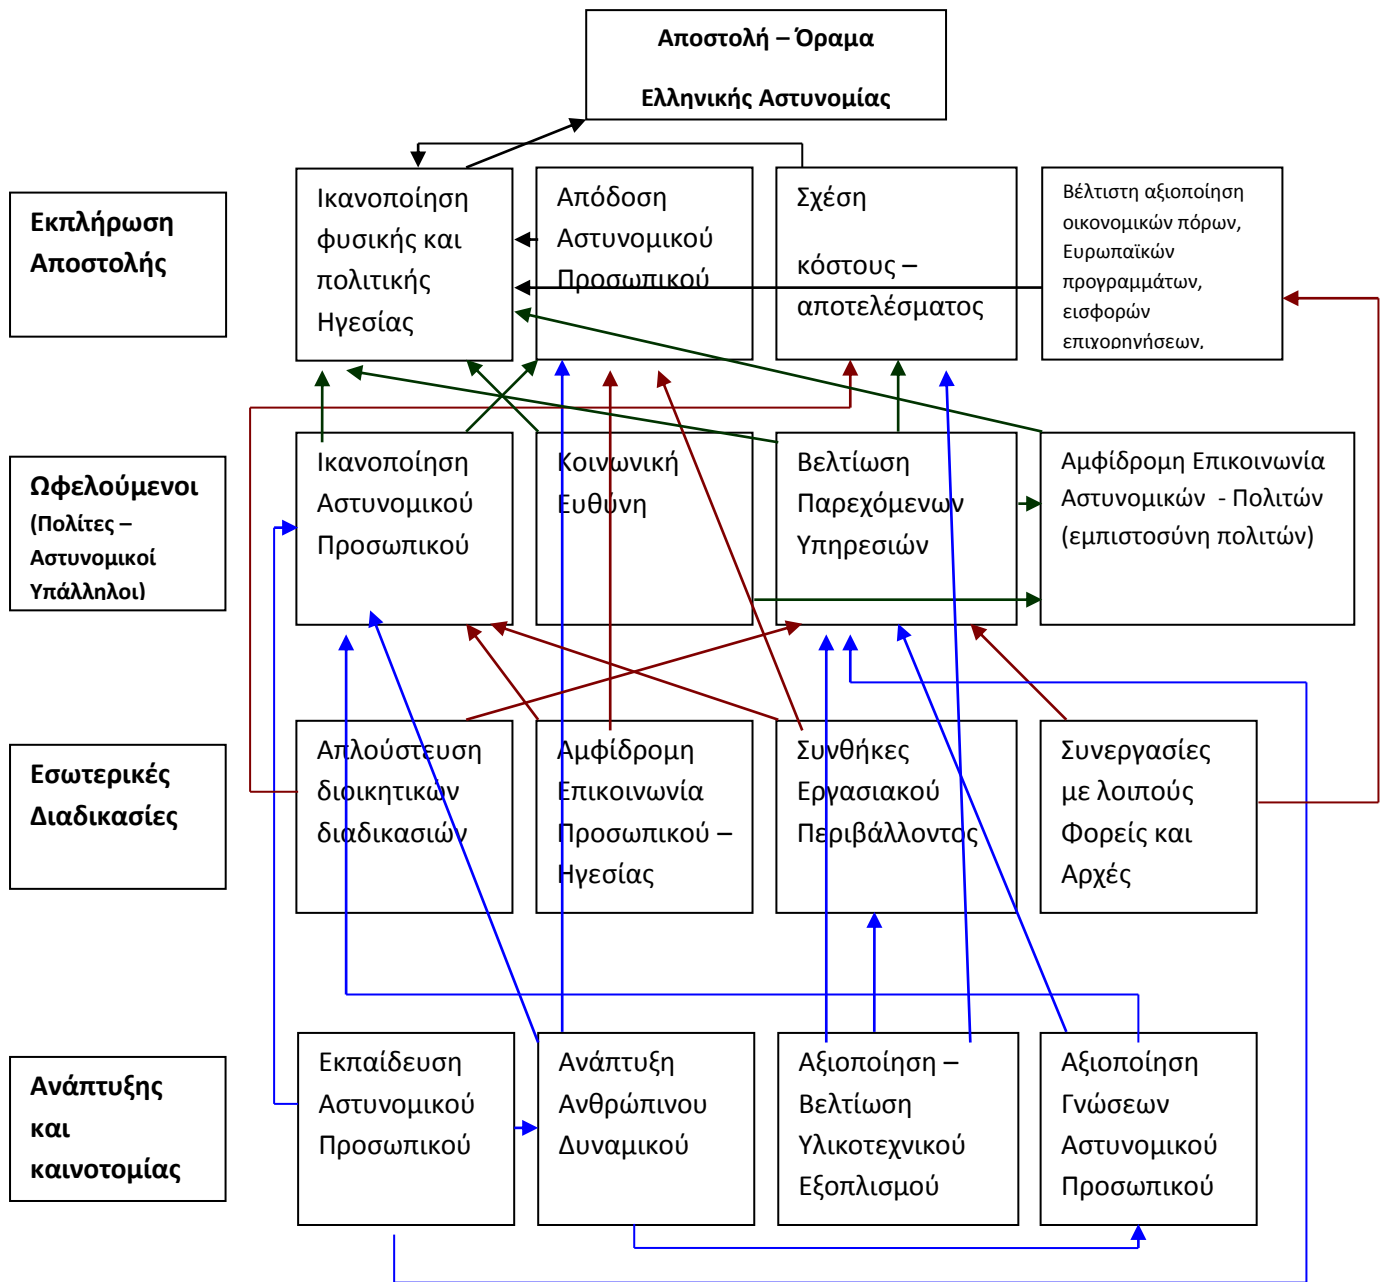 Αποστολή – Όραμα
Ελληνικής Αστυνομίας
Εκπλήρωση
Αποστολής
Ικανοποίηση
φυσικής και
πολιτικής
Ηγεσίας
Απόδοση
Αστυνομικού
Προσωπικού
Σχέση
κόστους –
αποτελέσματος
Βέλτιστη αξιοποίηση
οικονομικών πόρων,
Ευρωπαϊκών
προγραμμάτων,
εισφορών
επιχορηγήσεων,
Ωφελούμενοι
(Πολίτες –
Αστυνομικοί
Υπάλληλοι)
Ικανοποίηση
Αστυνομικού
Προσωπικού
Κοινωνική
Ευθύνη
Βελτίωση
Παρεχόμενων
Υπηρεσιών
Αμφίδρομη Επικοινωνία
Αστυνομικών - Πολιτών
(εμπιστοσύνη πολιτών)
Εσωτερικές
Διαδικασίες
Απλούστευση
διοικητικών
διαδικασιών
Αμφίδρομη
Επικοινωνία
Προσωπικού –
Ηγεσίας
Συνθήκες
Εργασιακού
Περιβάλλοντος
Συνεργασίες
με λοιπούς
Φορείς και
Αρχές
Ανάπτυξης
και
καινοτομίας
Εκπαίδευση
Αστυνομικού
Προσωπικού
Ανάπτυξη
Ανθρώπινου
Δυναμικού
Αξιοποίηση –
Βελτίωση
Υλικοτεχνικού
Εξοπλισμού
Αξιοποίηση
Γνώσεων
Αστυνομικού
Προσωπικού